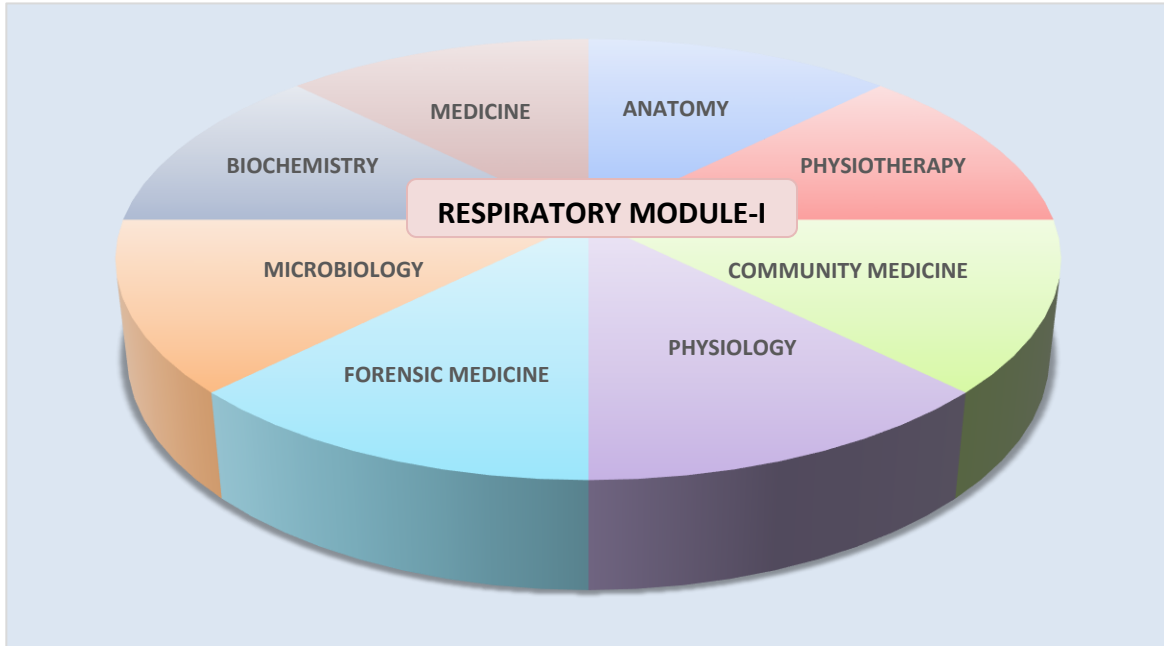 MEDICINE
ANATOMY
BIOCHEMISTRY
PHYSIOTHERAPY
RESPIRATORY MODULE-I
MICROBIOLOGY
COMMUNITY MEDICINE
PHYSIOLOGY
FORENSIC MEDICINE